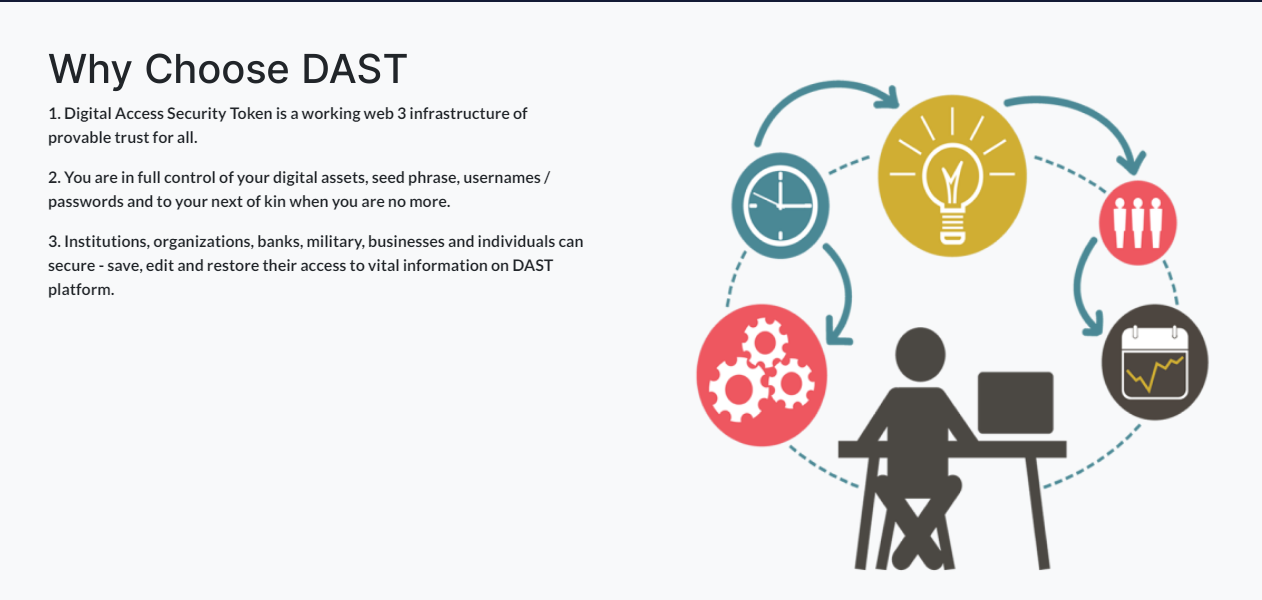 Why Choose DAST
1. Digital Access Security Token is a working web 3 infrastructure of
provable trust for all.
2. You are in full control of your digital assets, seed phrase, usernames /
passwords and to your next of kin when you are no more.
3. Institutions, organizations, banks, military, businesses and individuals can
secure - save, edit and restore their access to vital information on DAST
platform.